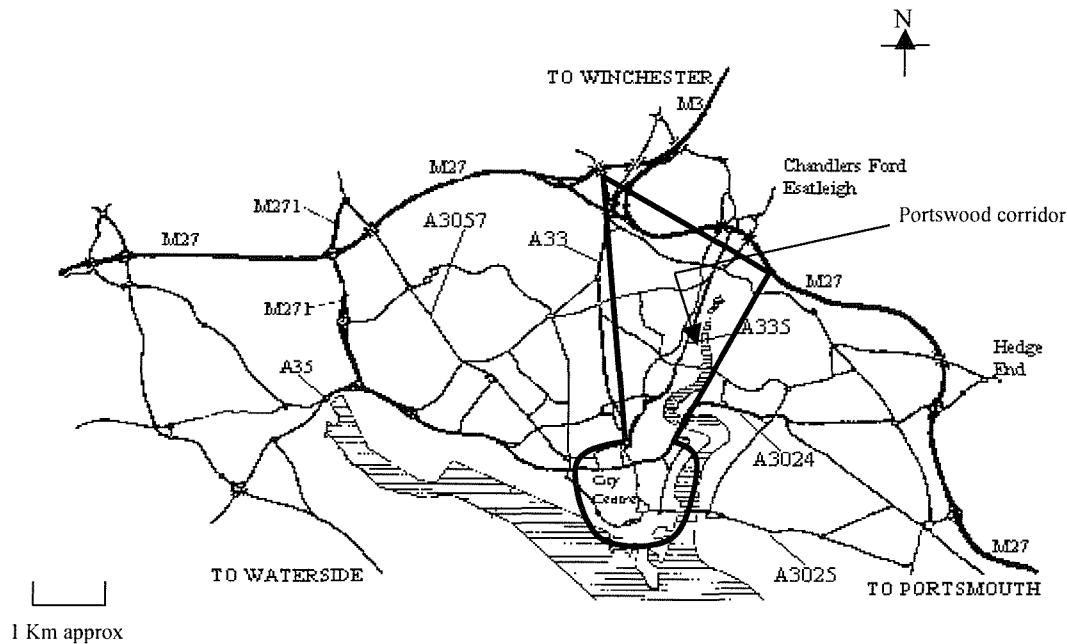 N
TO WINCHESTER
M3
M27
Chandlers Ford
Esatleigh
M271
A3057
Portswood corridor
A33
M27
M27
M271
A335
A35
Hedge
End
A3024
City
Centre
M27
TO WATERSIDE
A3025
TO PORTSMOUTH
1 Km approx